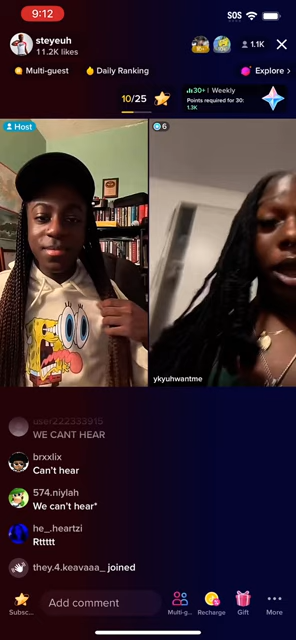 9:12
SOS
steyeuh
11.2K likes
1.1K
Multi-guest
Daily Ranking
Explore >
10/25
30+ | Weekly
Points required for 30:
1.3K
Host
6
ykyuhwantme
user222333915
WE CANT HEAR
brxxlix
Can't hear
574.niylah
We can't hear*
he_.heartzi
Rttttt
they.4.keavaaa_ joined
Subsc...
Add comment
Multi-g...
Recharge
Gift
More